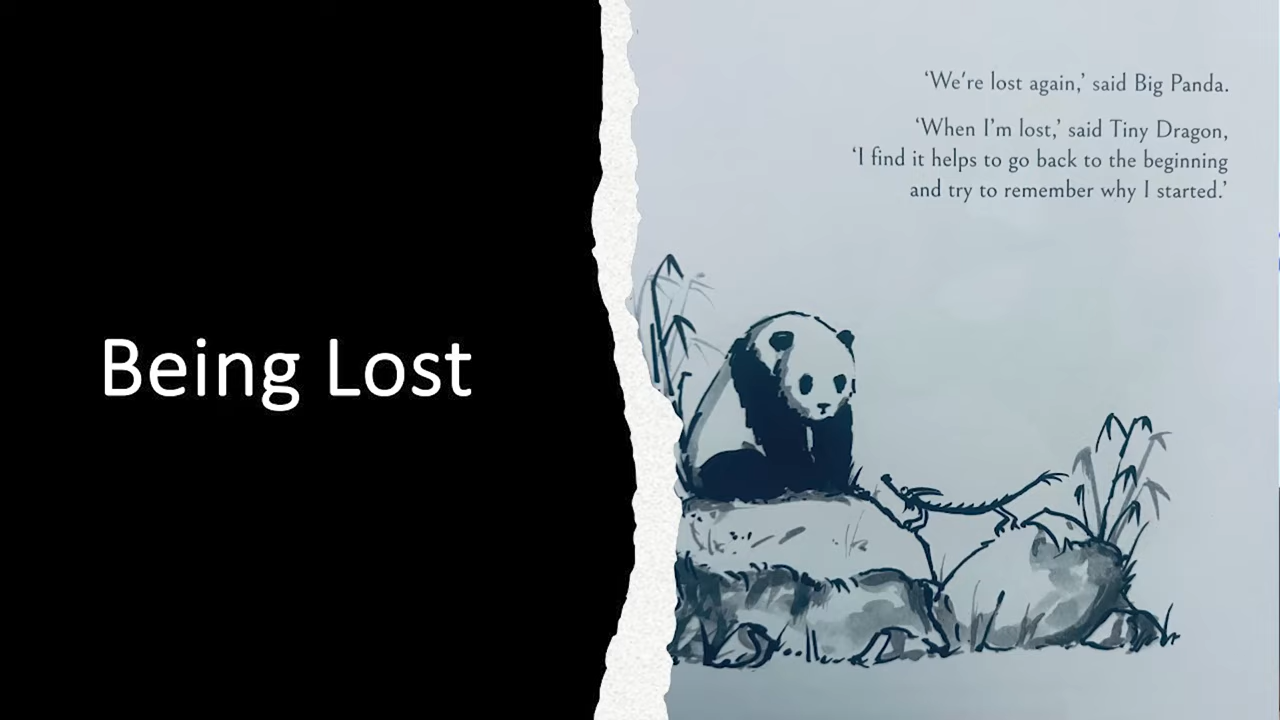 Being Lost
‘We're lost again,’ said Big Panda.
‘When I’m lost,’ said Tiny Dragon,
‘I find it helps to go back to the beginning
and try to remember why I started.’